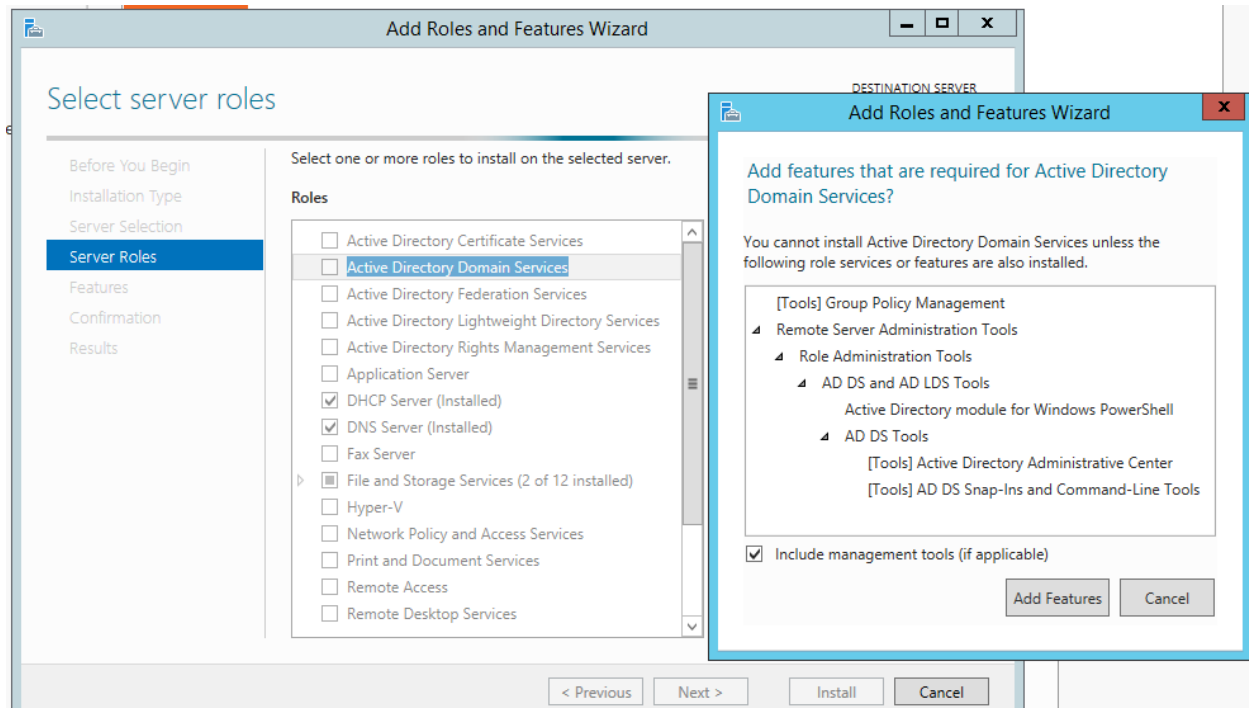 Add Roles and Features Wizard
Select server roles
DESTINATION SERVER
Before You Begin
Installation Type
Server Selection
Server Roles
Features
Confirmation
Results
Select one or more roles to install on the selected server.
Roles
Active Directory Certificate Services
Active Directory Domain Services
Active Directory Federation Services
Active Directory Lightweight Directory Services
Active Directory Rights Management Services
Application Server
DHCP Server (Installed)
DNS Server (Installed)
Fax Server
File and Storage Services (2 of 12 installed)
Hyper-V
Network Policy and Access Services
Print and Document Services
Remote Access
Remote Desktop Services
< Previous
Next >
Install
Cancel
Add Roles and Features Wizard
Add features that are required for Active Directory
Domain Services?
You cannot install Active Directory Domain Services unless the
following role services or features are also installed.
[Tools] Group Policy Management
Remote Server Administration Tools
Role Administration Tools
AD DS and AD LDS Tools
Active Directory module for Windows PowerShell
AD DS Tools
[Tools] Active Directory Administrative Center
[Tools] AD DS Snap-Ins and Command-Line Tools
Include management tools (if applicable)
Add Features
Cancel